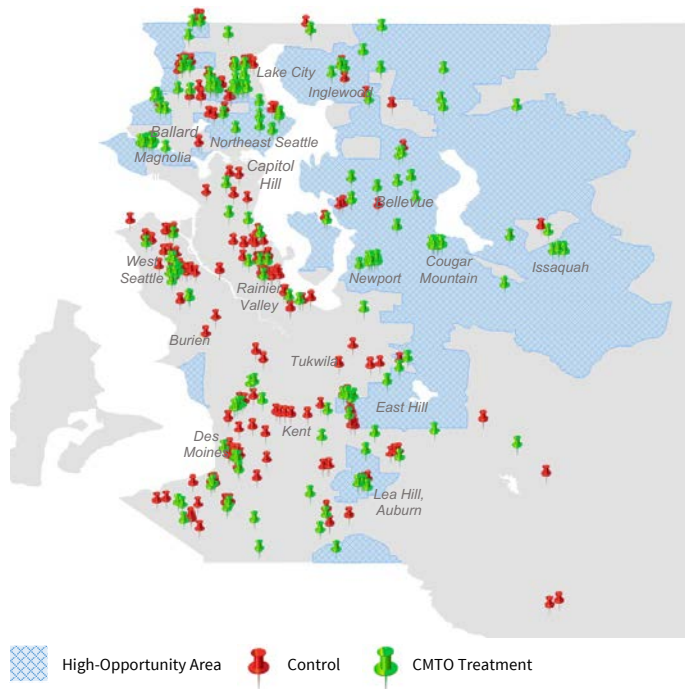 Lake City
Inglewood
Ballard
Northeast Seattle
Magnolia
Capitol
Hill
Bellevue
West
Seattle
Rainier
Valley
Newport
Cougar
Mountain
Issaquah
Burien
Tukwila
East Hill
Kent
Des
Moines
Lea Hill,
Auburn
High-Opportunity Area
Control
CMTO Treatment